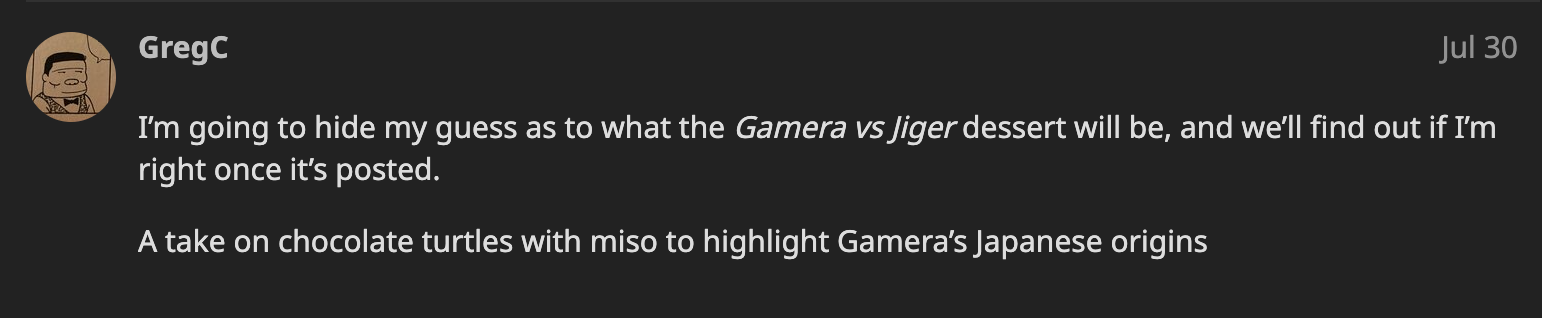 GregC
Jul 30
I’m going to hide my guess as to what the Gamera vs Jiger dessert will be, and we’ll find out if I’m
right once it’s posted.
A take on chocolate turtles with miso to highlight Gamera’s Japanese origins